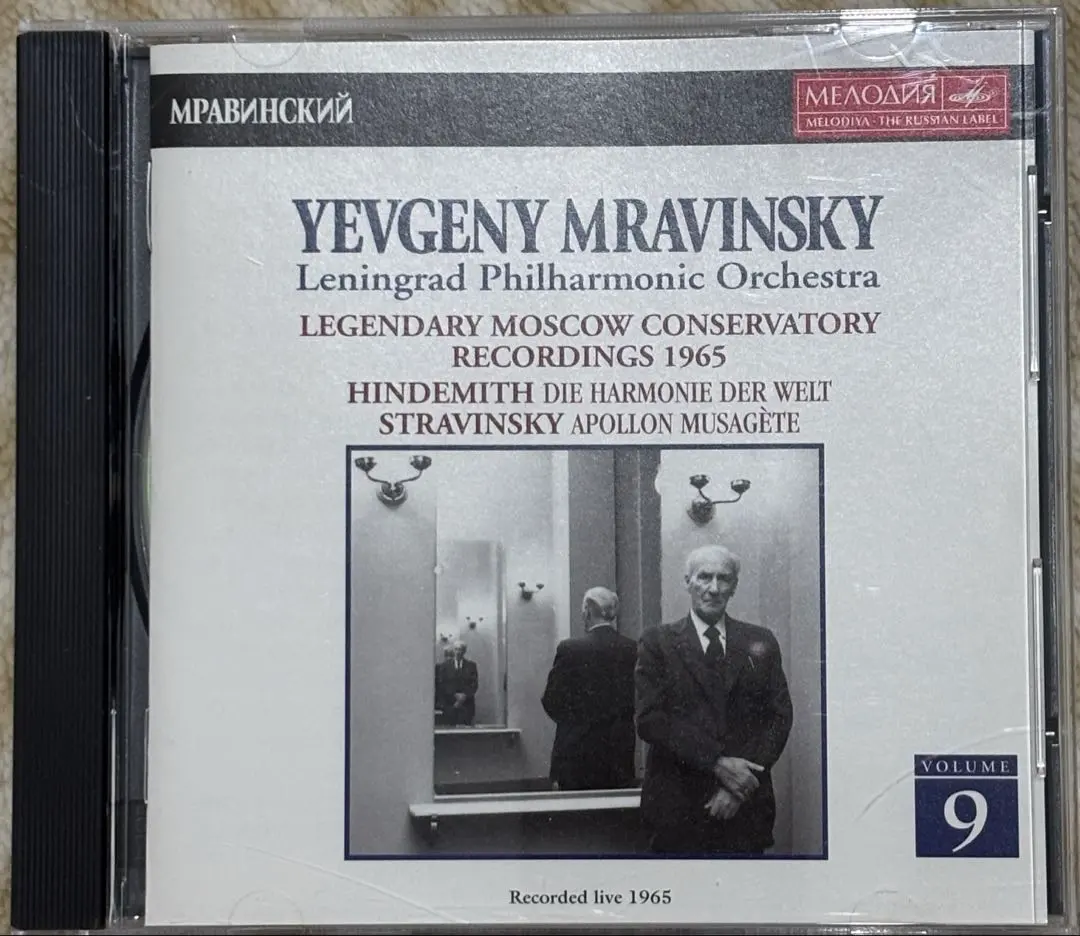 МРАВИНСКИЙ
МЕЛОДИЯ
MELODIYA · THE RUSSIAN LABEL
YEVGENY MRAVINSKY
Leningrad Philharmonic Orchestra
LEGENDARY MOSCOW CONSERVATORY
RECORDINGS 1965
HINDEMITH DIE HARMONIE DER WELT
STRAVINSKY APOLLON MUSAGÈTE
VOLUME
9
Recorded live 1965